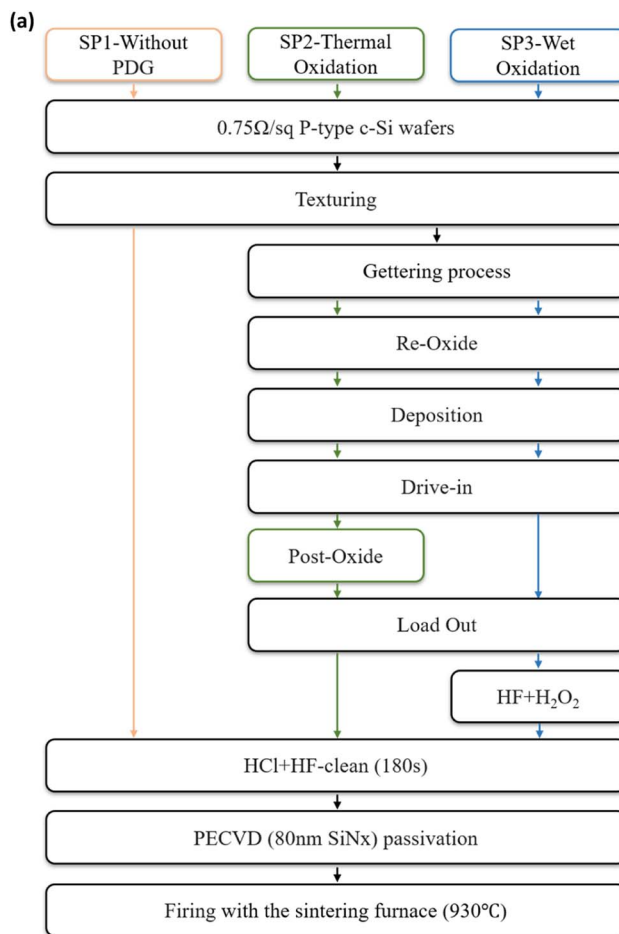 (a)
SP1-Without
PDG
SP2-Thermal
Oxidation
SP3-Wet
Oxidation
0.75Ω/sq P-type c-Si wafers
Texturing
Gettering process
Re-Oxide
Deposition
Drive-in
Post-Oxide
Load Out
HF+H₂O₂
HCl+HF-clean (180s)
PECVD (80nm SiNx) passivation
Firing with the sintering furnace (930℃)